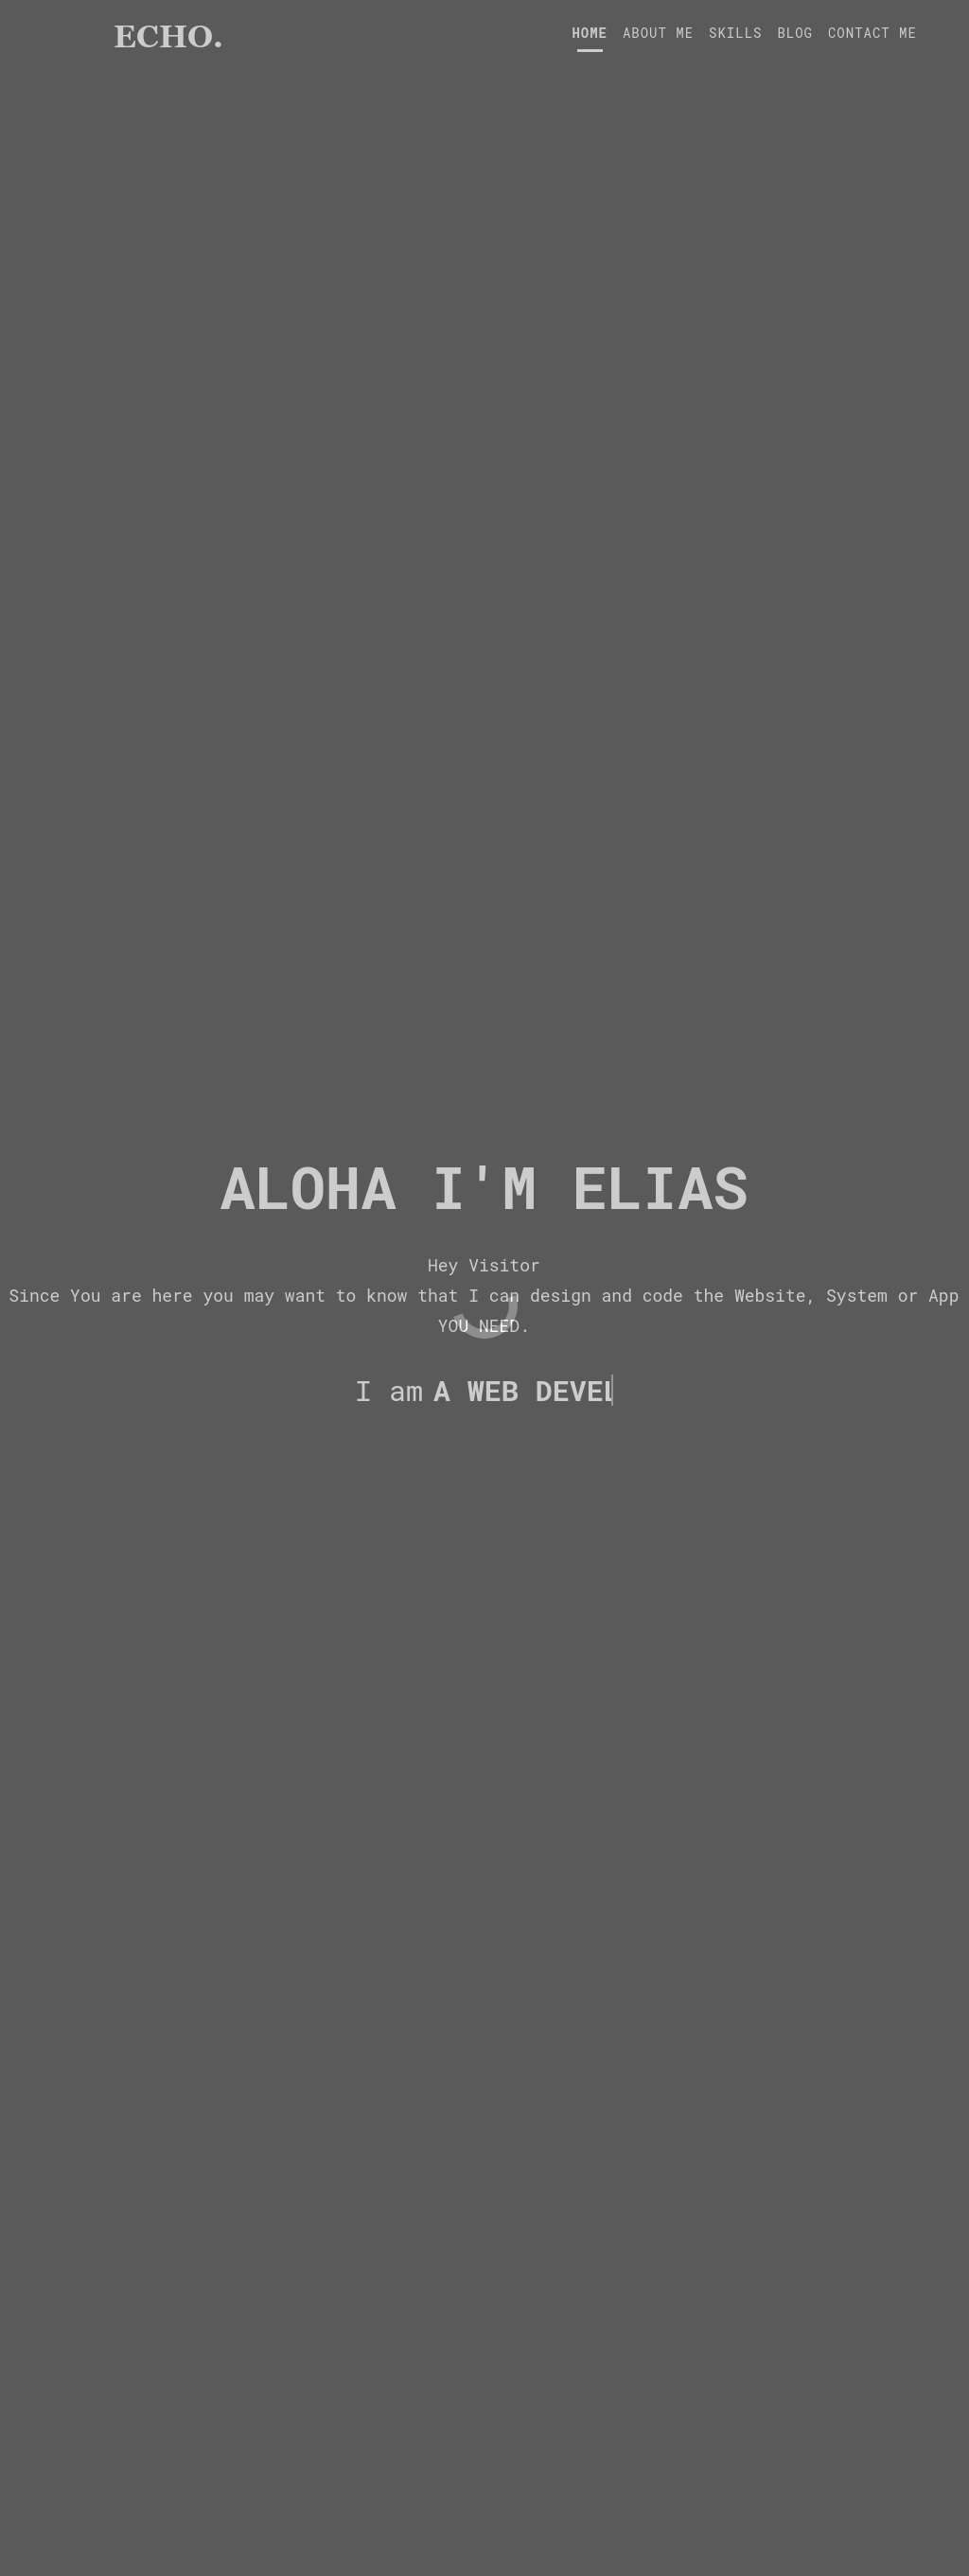 ECHO.
HOME ABOUT ME SKILLS BLOG CONTACT ME
ALOHA I'M ELIAS
Hey Visitor
Since You are here you may want to know that I can design and code the Website, System or App
YOU NEED.
I am A WEB DEVEL